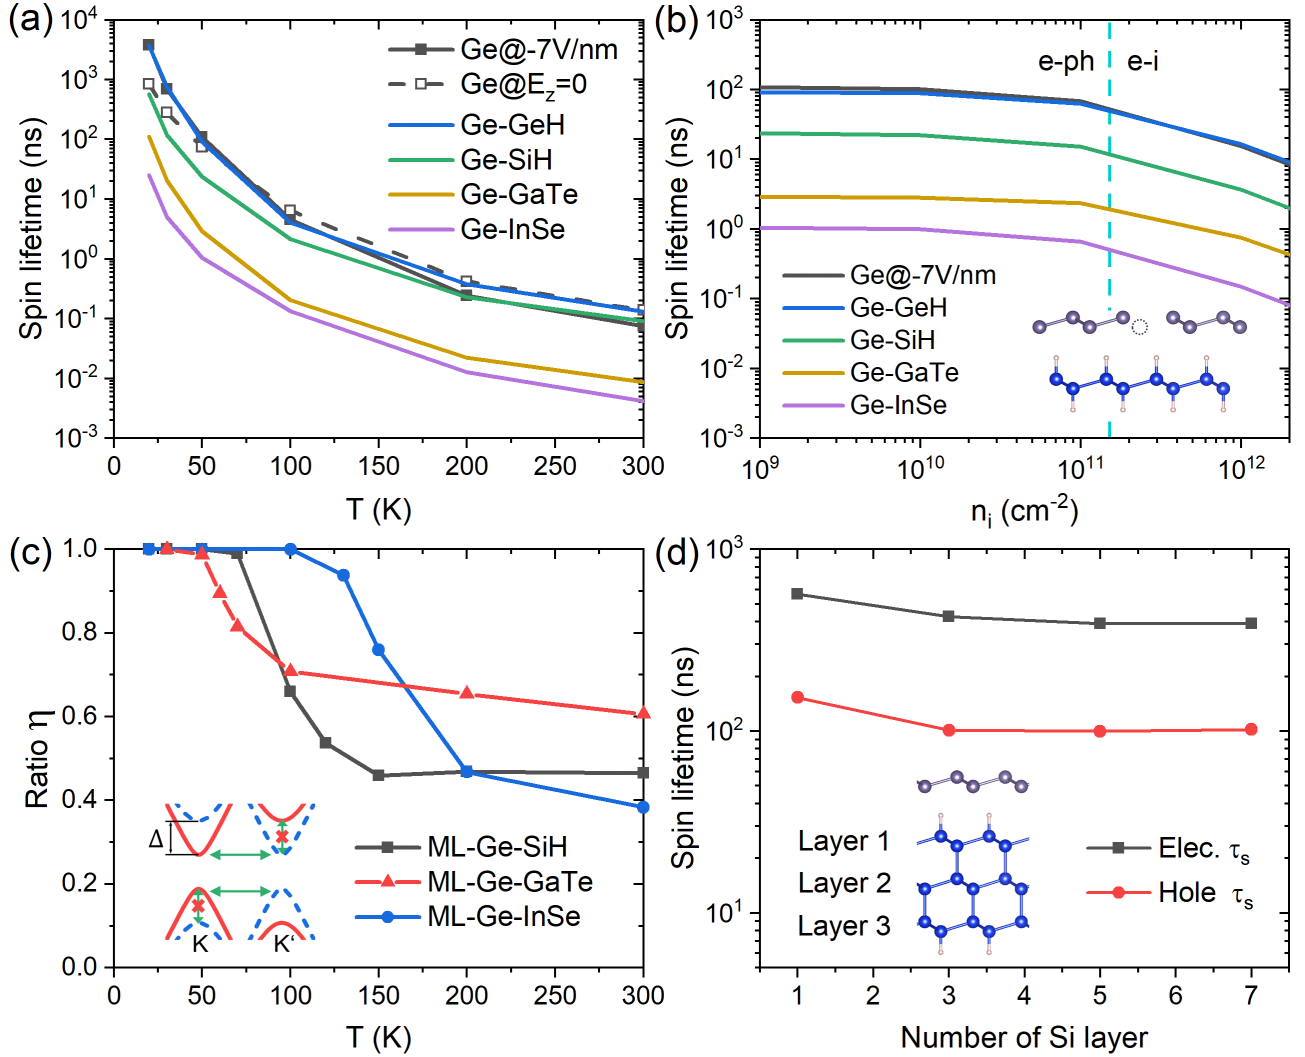 (a)
10^4
10^3
10^2
10^1
10^0
10^-1
10^-2
10^-3
Spin lifetime (ns)
Ge@-7V/nm
Ge@E_z=0
Ge-GeH
Ge-SiH
Ge-GaTe
Ge-InSe
0 50 100 150 200 250 300
T (K)
(b)
10^3
10^2
10^1
10^0
10^-1
10^-2
10^-3
Spin lifetime (ns)
e-ph e-i
Ge@-7V/nm
Ge-GeH
Ge-SiH
Ge-GaTe
Ge-InSe
10^9 10^10 10^11 10^12
n_i (cm^-2)
(c)
1.0
0.8
0.6
0.4
0.2
0.0
Ratio η
Δ
K K'
ML-Ge-SiH
ML-Ge-GaTe
ML-Ge-InSe
0 50 100 150 200 250 300
T (K)
(d)
10^3
10^2
10^1
Spin lifetime (ns)
Layer 1
Layer 2
Layer 3
Elec. τ_s
Hole τ_s
1 2 3 4 5 6 7
Number of Si layer